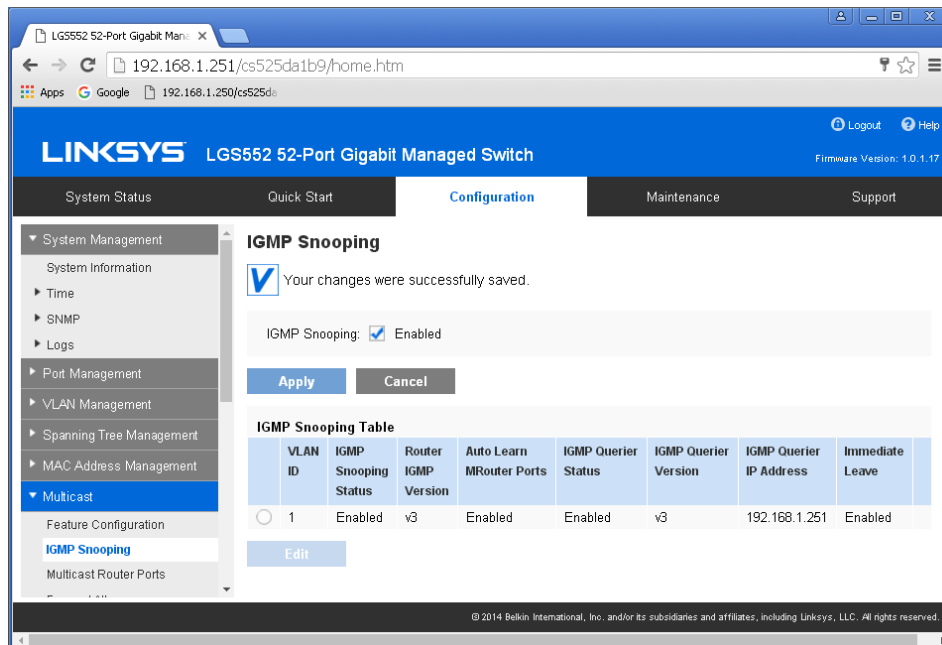 LGS552 52-Port Gigabit Mana
192.168.1.251/cs525da1b9/home.htm
Apps Google 192.168.1.250/cs525da
Logout Help
LINKSYS LGS552 52-Port Gigabit Managed Switch
Firmware Version: 1.0.1.17
System Status Quick Start Configuration Maintenance Support
System Management
System Information
Time
SNMP
Logs
Port Management
VLAN Management
Spanning Tree Management
MAC Address Management
Multicast
Feature Configuration
IGMP Snooping
Multicast Router Ports
IGMP Snooping
Your changes were successfully saved.
IGMP Snooping: Enabled
Apply Cancel
IGMP Snooping Table
VLAN ID IGMP Snooping Status Router IGMP Version Auto Learn MRouter Ports IGMP Querier Status IGMP Querier Version IGMP Querier IP Address Immediate Leave
1 Enabled v3 Enabled Enabled v3 192.168.1.251 Enabled
Edit
© 2014 Belkin International, Inc. and/or its subsidiaries and affiliates, including Linksys, LLC. All rights reserved.